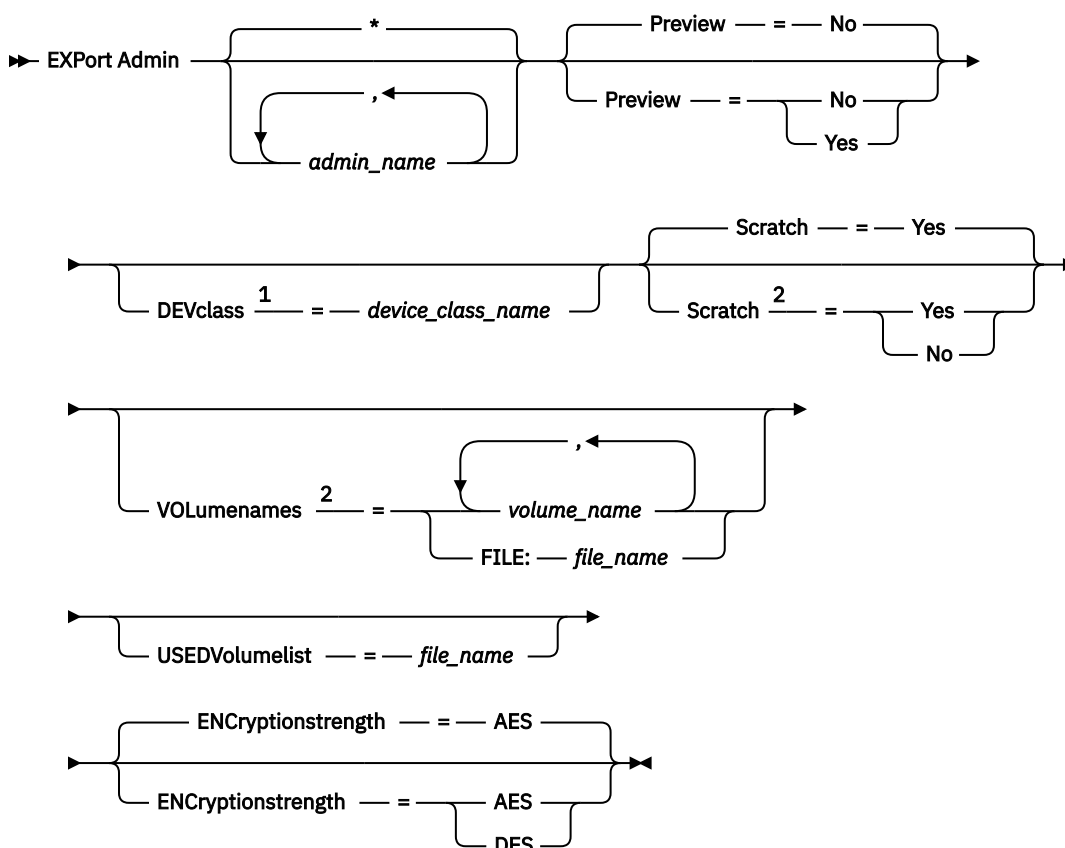 *
Preview = No
EXPort Admin
,
Preview = No
Yes
admin_name
Scratch = Yes
DEVclass 1 = device_class_name
Scratch 2 = Yes
No
,
VOLumenames 2 = volume_name
FILE: file_name
USEDVolumelist = file_name
ENCryptionstrength = AES
ENCryptionstrength = AES
DES